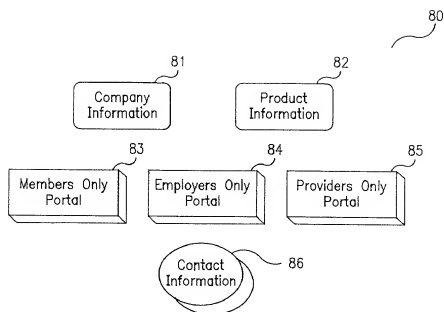 80
81
82
Company
Information
Product
Information
83
84
85
Members Only
Portal
Employers Only
Portal
Providers Only
Portal
86
Contact
Information